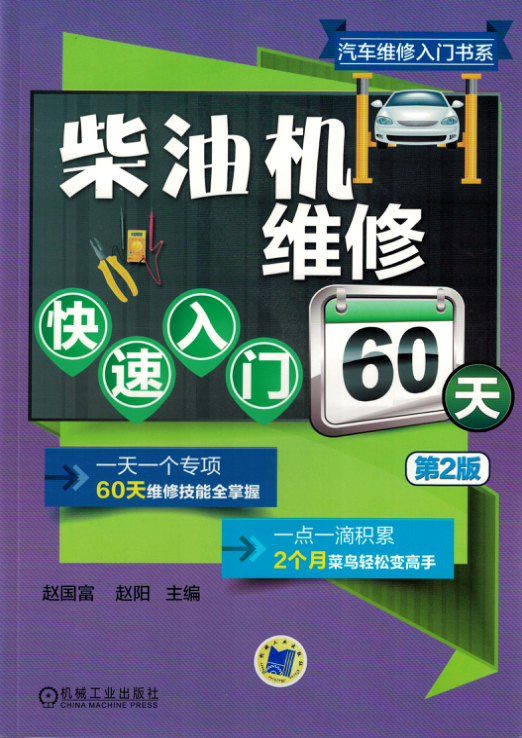 汽车维修入门书系
柴油机
维修
快速入门
60
天
第2版
一天一个专项
60天维修技能全掌握
一点一滴积累
2个月菜鸟轻松变高手
赵国富 赵阳 主编
机械工业出版社
CHINA MACHINE PRESS